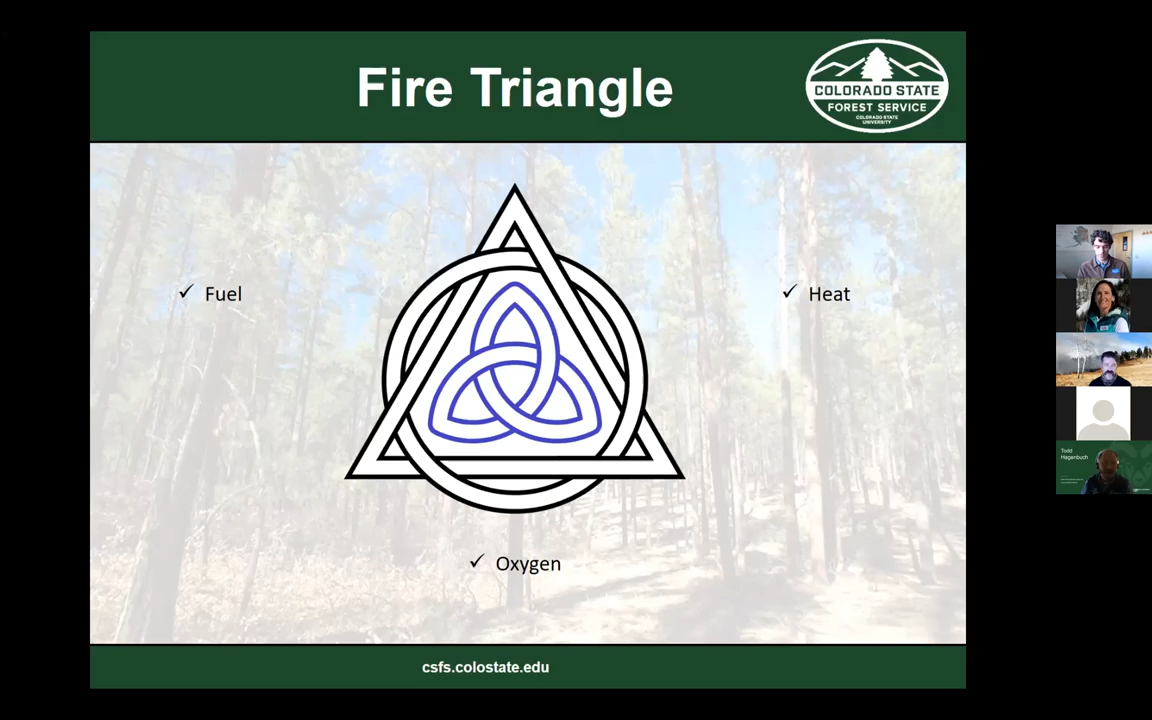 Fire Triangle
COLORADO STATE
FOREST SERVICE
COLORADO STATE
UNIVERSITY
✓ Fuel
✓ Heat
✓ Oxygen
csfs.colostate.edu
Todd
Hagenbuch